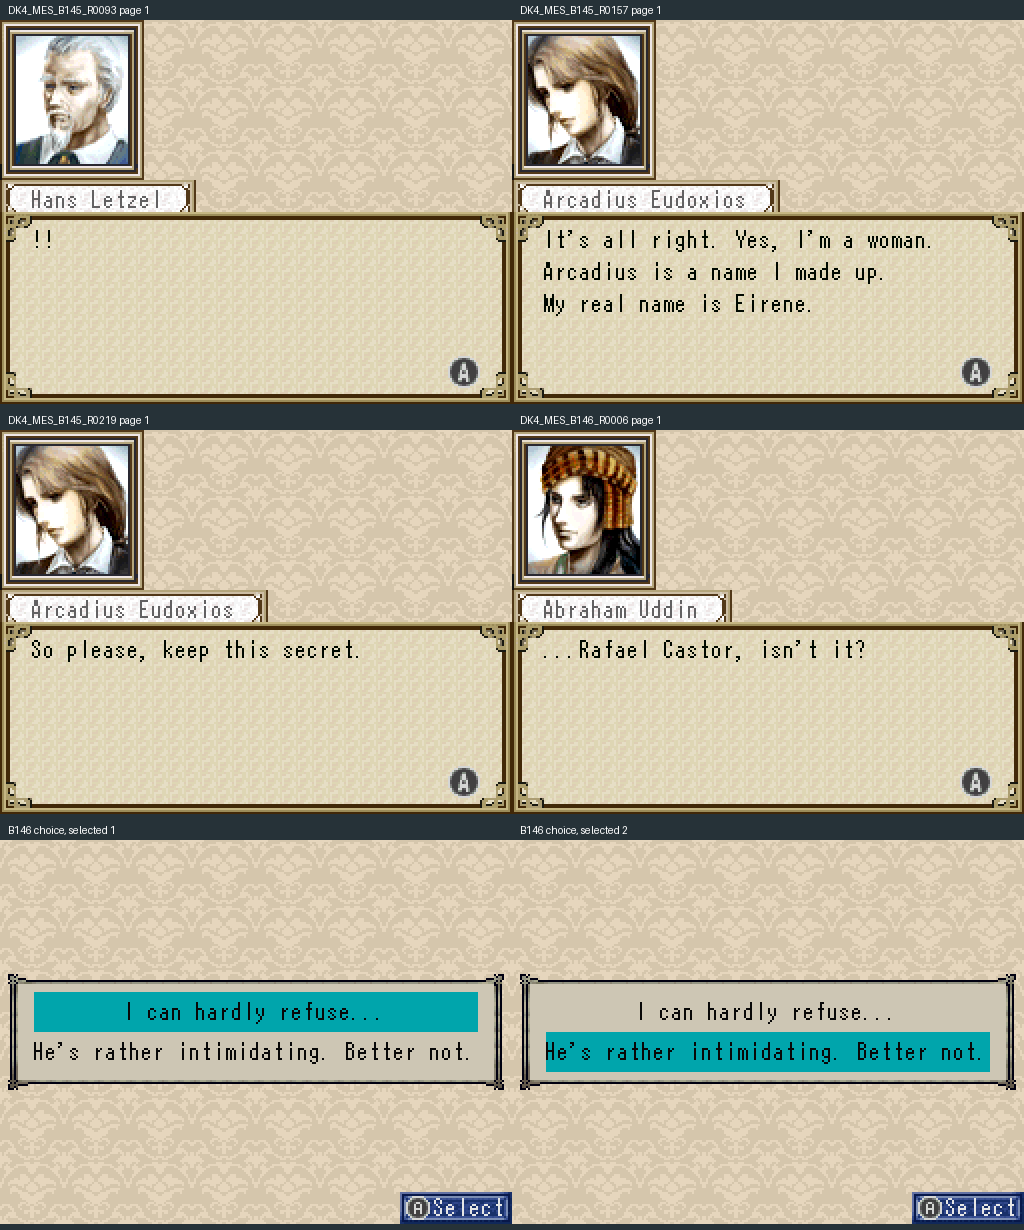 DK4_MES_B145_R0093 page 1
Hans Letzel
!!
A
DK4_MES_B145_R0157 page 1
Arcadius Eudoxios
It's all right. Yes, I'm a woman.
Arcadius is a name I made up.
My real name is Eirene.
A
DK4_MES_B145_R0219 page 1
Arcadius Eudoxios
So please, keep this secret.
A
DK4_MES_B146_R0006 page 1
Abraham Uddin
...Rafael Castor, isn't it?
A
B146 choice, selected 1
I can hardly refuse...
He's rather intimidating. Better not.
A Select
B146 choice, selected 2
I can hardly refuse...
He's rather intimidating. Better not.
A Select